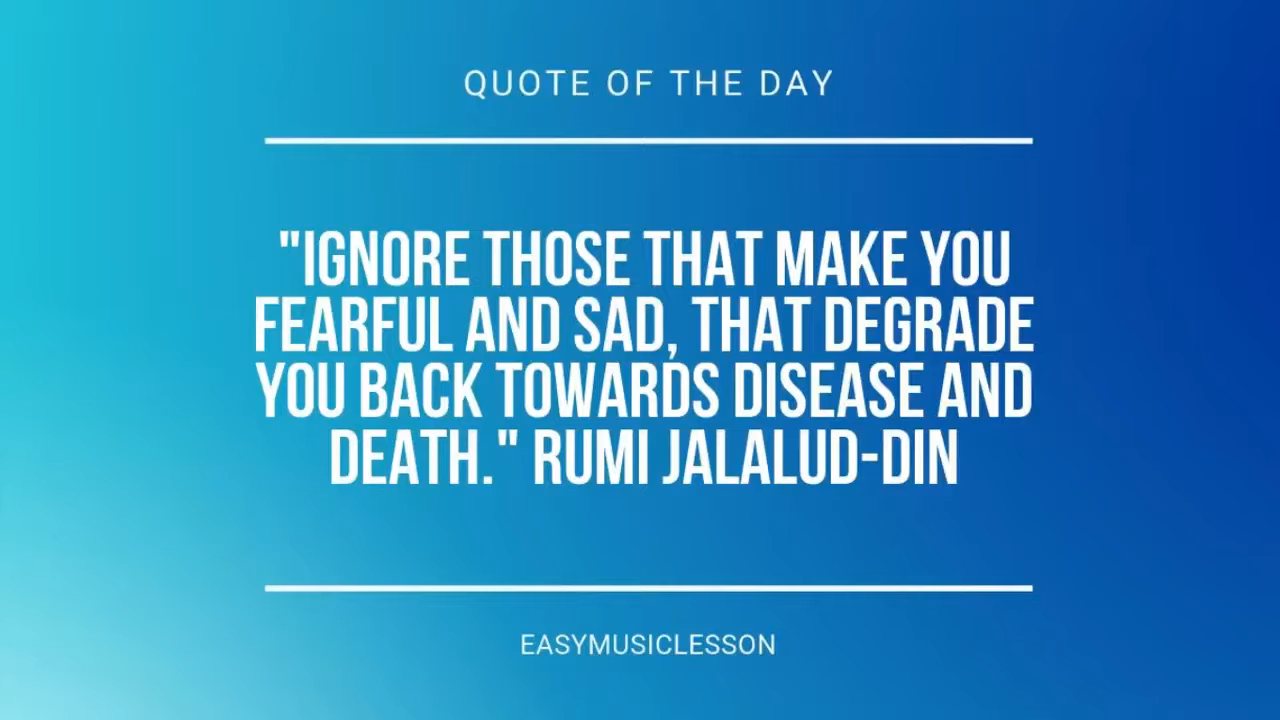 QUOTE OF THE DAY
"IGNORE THOSE THAT MAKE YOU
FEARFUL AND SAD, THAT DEGRADE
YOU BACK TOWARDS DISEASE AND
DEATH." RUMI JALALUD-DIN
EASYMUSICLESSON